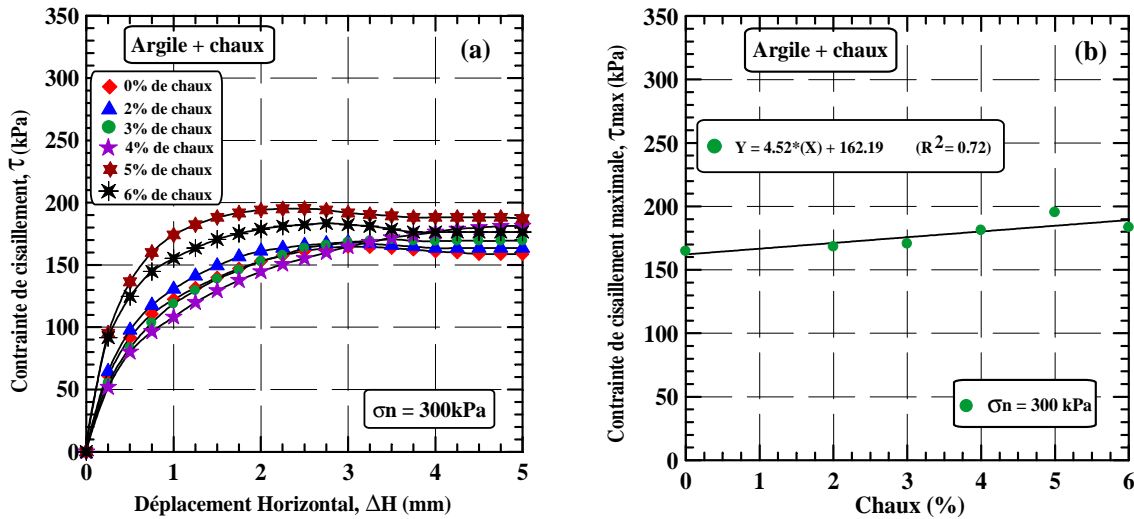 (a)
Argile + chaux
0% de chaux
2% de chaux
3% de chaux
4% de chaux
5% de chaux
6% de chaux
σn = 300kPa
350
300
250
200
150
100
50
0
0 1 2 3 4 5
Contrainte de cisaillement, τ (kPa)
Déplacement Horizontal, ΔH (mm)
(b)
Argile + chaux
Y = 4.52*(X) + 162.19 (R2 = 0.72)
σn = 300 kPa
350
300
250
200
150
100
50
0
0 1 2 3 4 5 6
Contrainte de cisaillement maximale, τmax (kPa)
Chaux (%)